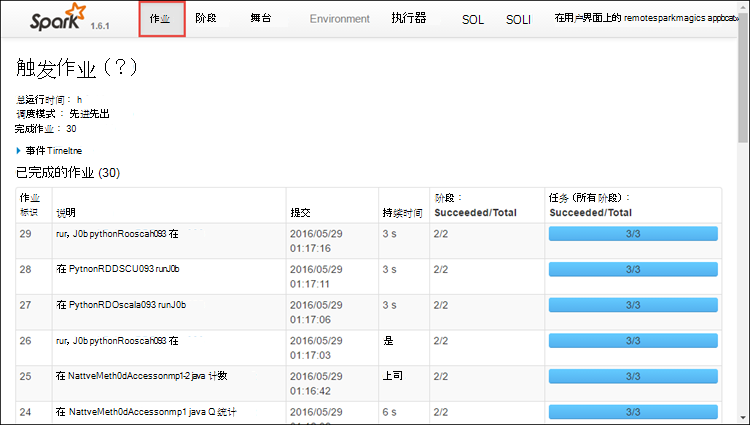 Spark 1.6.1 作业 阶段 舞台 Environment 执行器 SOL SOLI 在用户界面上的 remotesparkmagics
触发作业（?）
总运行时间： h
调度模式 ： 先进先出
完成作业： 30
事件 Timeltne
已完成的作业 (30)
作业标识 说明 提交 持续时间 阶段： Succeeded/Total 任务 (所有阶段)： Succeeded/Total
29 rur, J0b pythonRooscah093 在 2016/05/29 01:17:16 3 s 2/2 3/3
28 在 PytnonRDDSCU093 runJ0b 2016/05/29 01:17:11 3 s 2/2 3/3
27 在 PythonRDOscala093 runJ0b 2016/05/29 01:17:06 3 s 2/2 3/3
26 rur, J0b pythonRooscah093 在 2016/05/29 01:17:03 是 2/2 3/3
25 在 NattveMeth0dAccessonmp1-2 java 计数 2016/05/29 01:16:42 上司 2/2 3/3
24 在 NattveMeth0dAccessonmp1 java Q 统计 2016/05/29 6 s 2/2 3/3